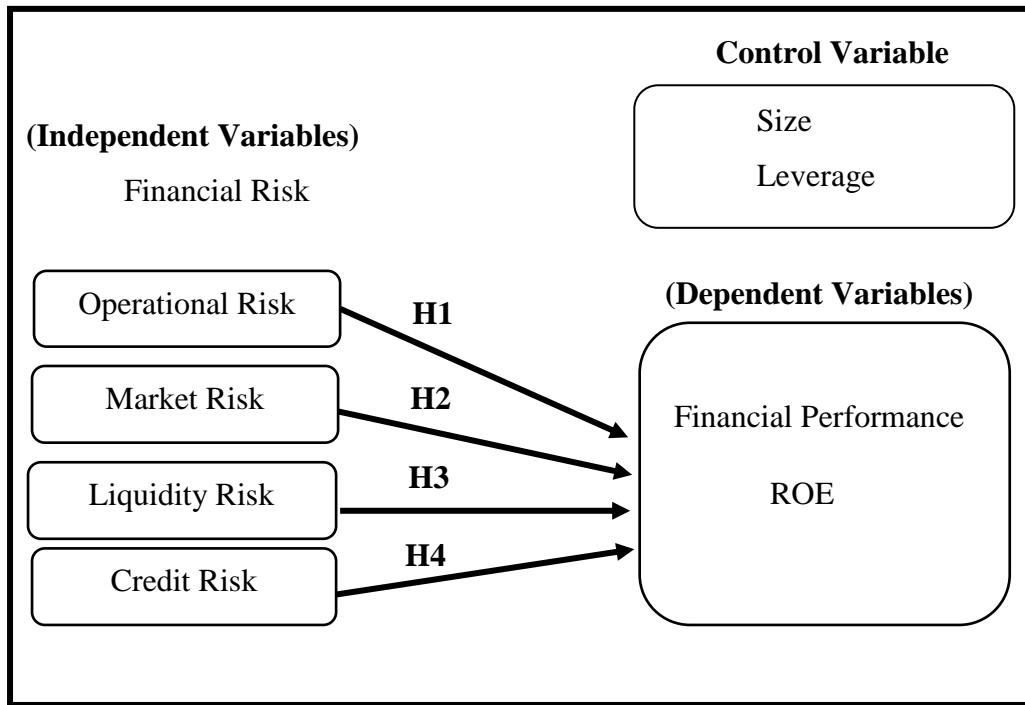 Control Variable
Size
Leverage
(Independent Variables)
Financial Risk
Operational Risk
Market Risk
Liquidity Risk
Credit Risk
H1
H2
H3
H4
(Dependent Variables)
Financial Performance
ROE